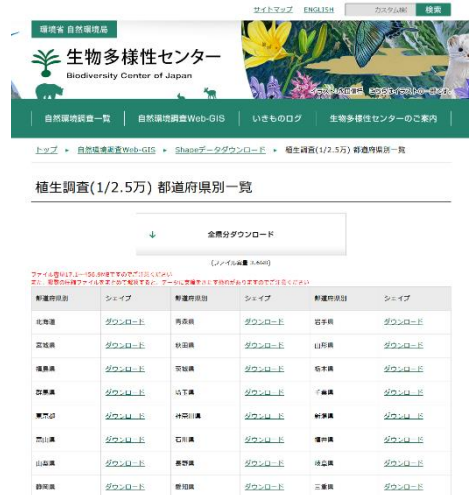 サイトマップ ENGLISH カスタム検 検索
環境省 自然環境局
生物多様性センター
Biodiversity Center of Japan
自然環境調査一覧 自然環境調査Web-GIS いきものログ 生物多様性センターのご案内
トップ ▸ 自然環境調査Web-GIS ▸ Shapeデータダウンロード ▸ 植生調査(1/2.5万) 都道府県別一覧
植生調査(1/2.5万) 都道府県別一覧
↓ 全県分ダウンロード
都道府県別 シェイプ 都道府県別 シェイプ 都道府県別 シェイプ
北海道 ダウンロード 青森県 ダウンロード 岩手県 ダウンロード
宮城県 ダウンロード 秋田県 ダウンロード 山形県 ダウンロード
福島県 ダウンロード 茨城県 ダウンロード 栃木県 ダウンロード
群馬県 ダウンロード 埼玉県 ダウンロード 千葉県 ダウンロード
東京都 ダウンロード 神奈川県 ダウンロード 新潟県 ダウンロード
富山県 ダウンロード 石川県 ダウンロード 福井県 ダウンロード
山梨県 ダウンロード 長野県 ダウンロード 岐阜県 ダウンロード
静岡県 ダウンロード 愛知県 ダウンロード 三重県 ダウンロード